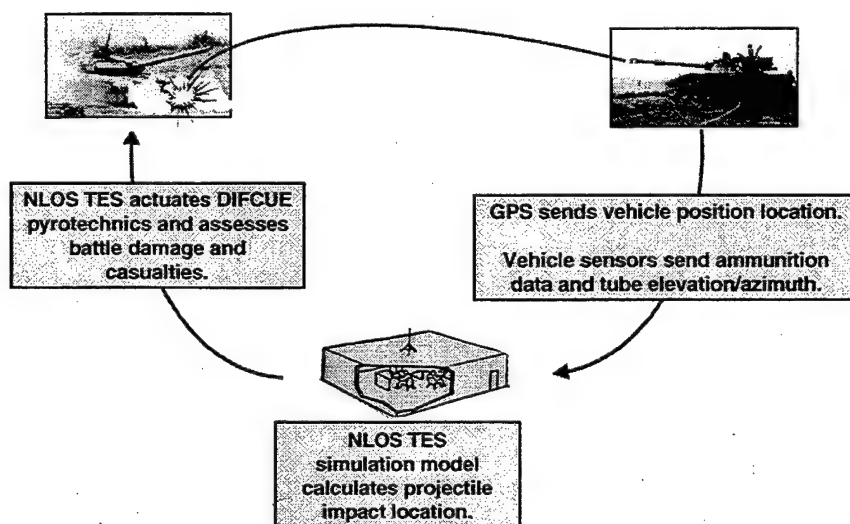 NLOS TES actuates DIFCUE
pyrotechnics and assesses
battle damage and
casualties.
GPS sends vehicle position location.
Vehicle sensors send ammunition
data and tube elevation/azimuth.
NLOS TES
simulation model
calculates projectile
impact location.